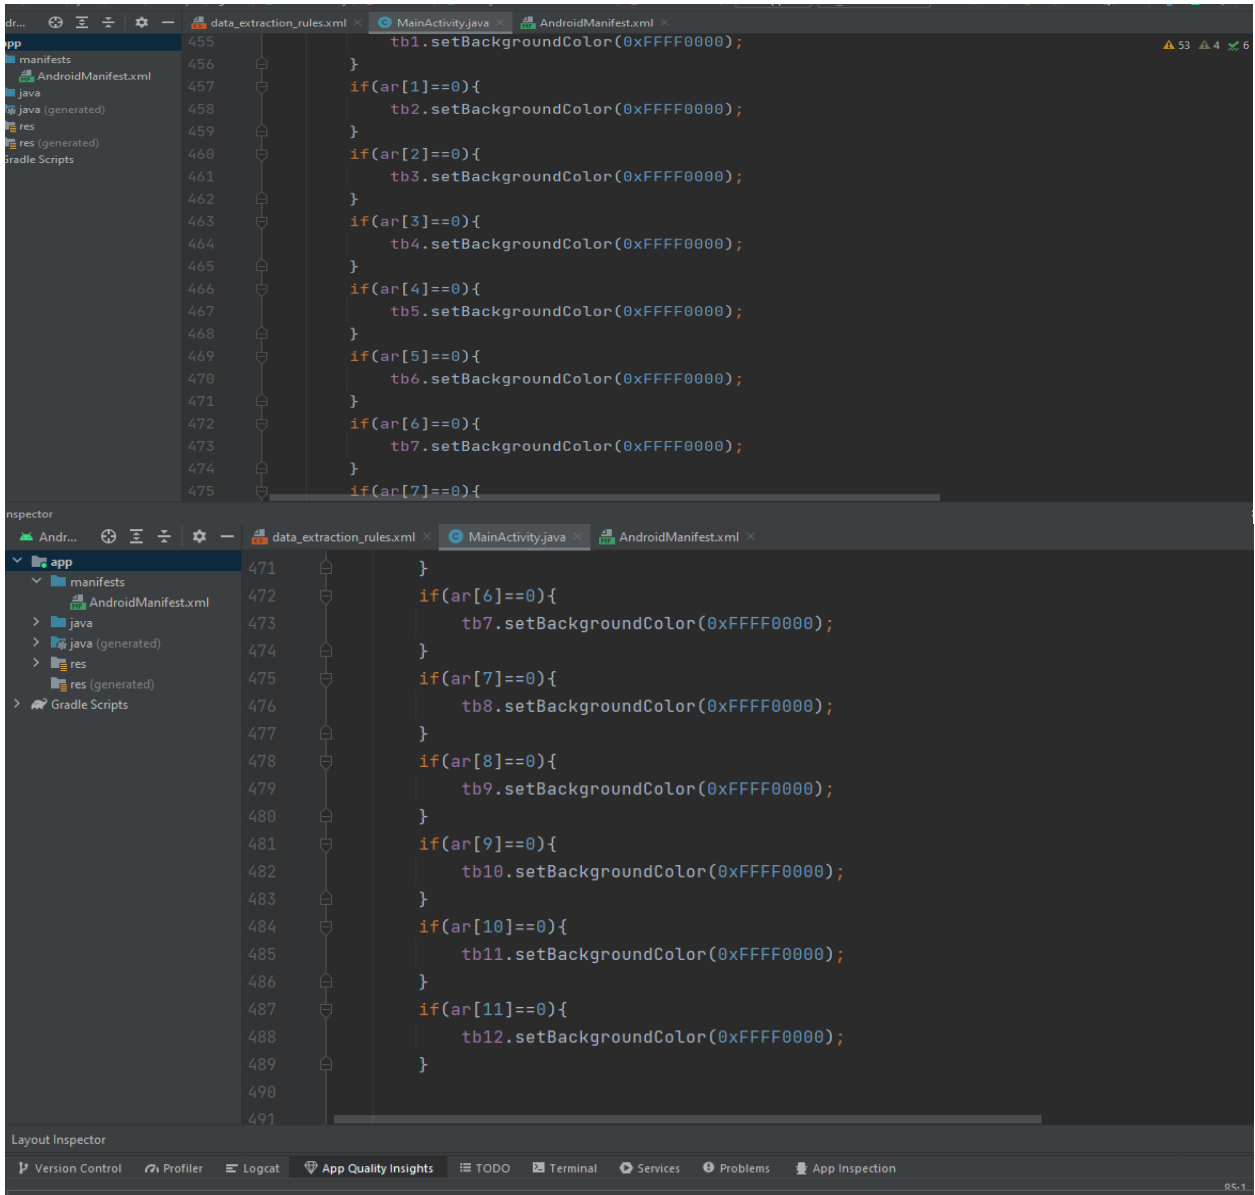 dr... data_extraction_rules.xml MainActivity.java AndroidManifest.xml
app
manifests
AndroidManifest.xml
java
java (generated)
res
res (generated)
Gradle Scripts
53 4 6
455 tb1.setBackgroundColor(0xFFFF0000);
456 }
457 if(ar[1]==0){
458 tb2.setBackgroundColor(0xFFFF0000);
459 }
460 if(ar[2]==0){
461 tb3.setBackgroundColor(0xFFFF0000);
462 }
463 if(ar[3]==0){
464 tb4.setBackgroundColor(0xFFFF0000);
465 }
466 if(ar[4]==0){
467 tb5.setBackgroundColor(0xFFFF0000);
468 }
469 if(ar[5]==0){
470 tb6.setBackgroundColor(0xFFFF0000);
471 }
472 if(ar[6]==0){
473 tb7.setBackgroundColor(0xFFFF0000);
474 }
475 if(ar[7]==0){
nspector
Andr... data_extraction_rules.xml MainActivity.java AndroidManifest.xml
app
manifests
AndroidManifest.xml
java
java (generated)
res
res (generated)
Gradle Scripts
471 }
472 if(ar[6]==0){
473 tb7.setBackgroundColor(0xFFFF0000);
474 }
475 if(ar[7]==0){
476 tb8.setBackgroundColor(0xFFFF0000);
477 }
478 if(ar[8]==0){
479 tb9.setBackgroundColor(0xFFFF0000);
480 }
481 if(ar[9]==0){
482 tb10.setBackgroundColor(0xFFFF0000);
483 }
484 if(ar[10]==0){
485 tb11.setBackgroundColor(0xFFFF0000);
486 }
487 if(ar[11]==0){
488 tb12.setBackgroundColor(0xFFFF0000);
489 }
490
491
Layout Inspector
Version Control Profiler Logcat App Quality Insights TODO Terminal Services Problems App Inspection
85:1